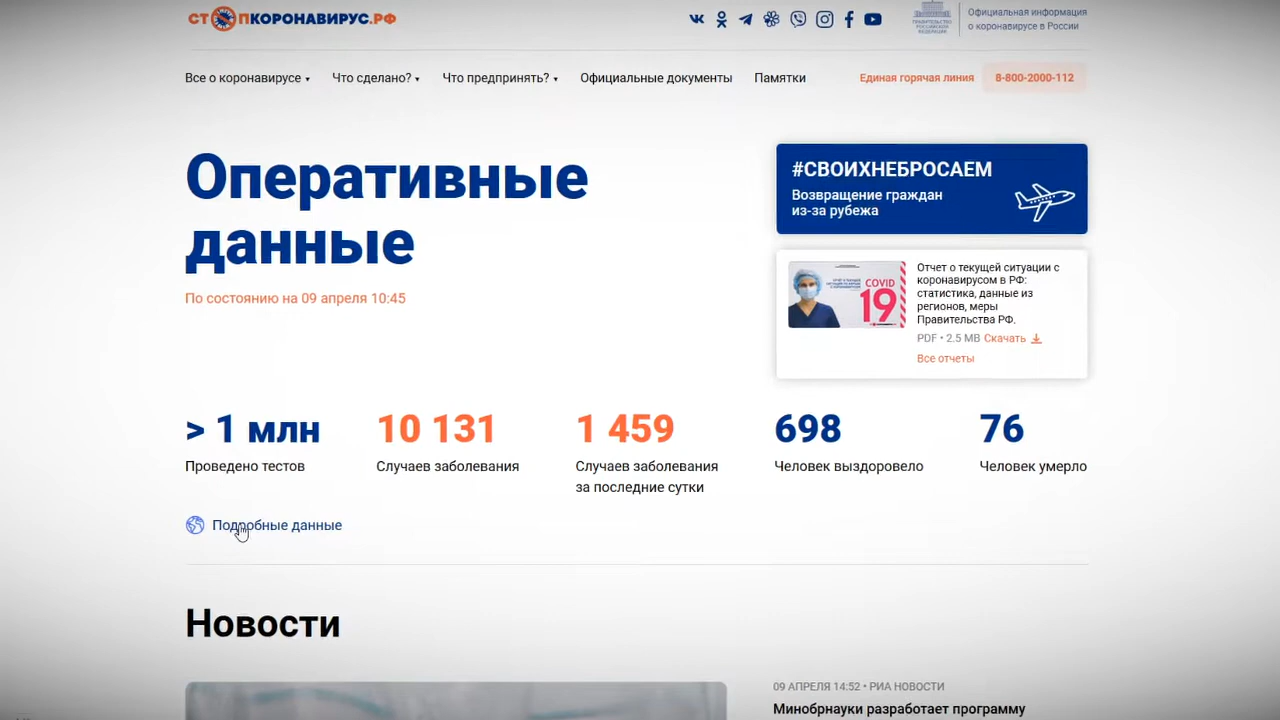 СТОПКОРОНАВИРУС.РФ
Официальная информация
о коронавирусе в России
ПРАВИТЕЛЬСТВО
РОССИЙСКОЙ
ФЕДЕРАЦИИ
Все о коронавирусе
Что сделано?
Что предпринять?
Официальные документы
Памятки
Единая горячая линия
8-800-2000-112
Оперативные
данные
По состоянию на 09 апреля 10:45
#СВОИХНЕБРОСАЕМ
Возвращение граждан
из-за рубежа
COVID
19
Отчет о текущей ситуации с
коронавирусом в РФ:
статистика, данные из
регионов, меры
Правительства РФ.
PDF • 2.5 MB Скачать
Все отчеты
> 1 млн
Проведено тестов
10 131
Случаев заболевания
1 459
Случаев заболевания
за последние сутки
698
Человек выздоровело
76
Человек умерло
Подробные данные
Новости
09 АПРЕЛЯ 14:52 • РИА НОВОСТИ
Минобрнауки разработает программу